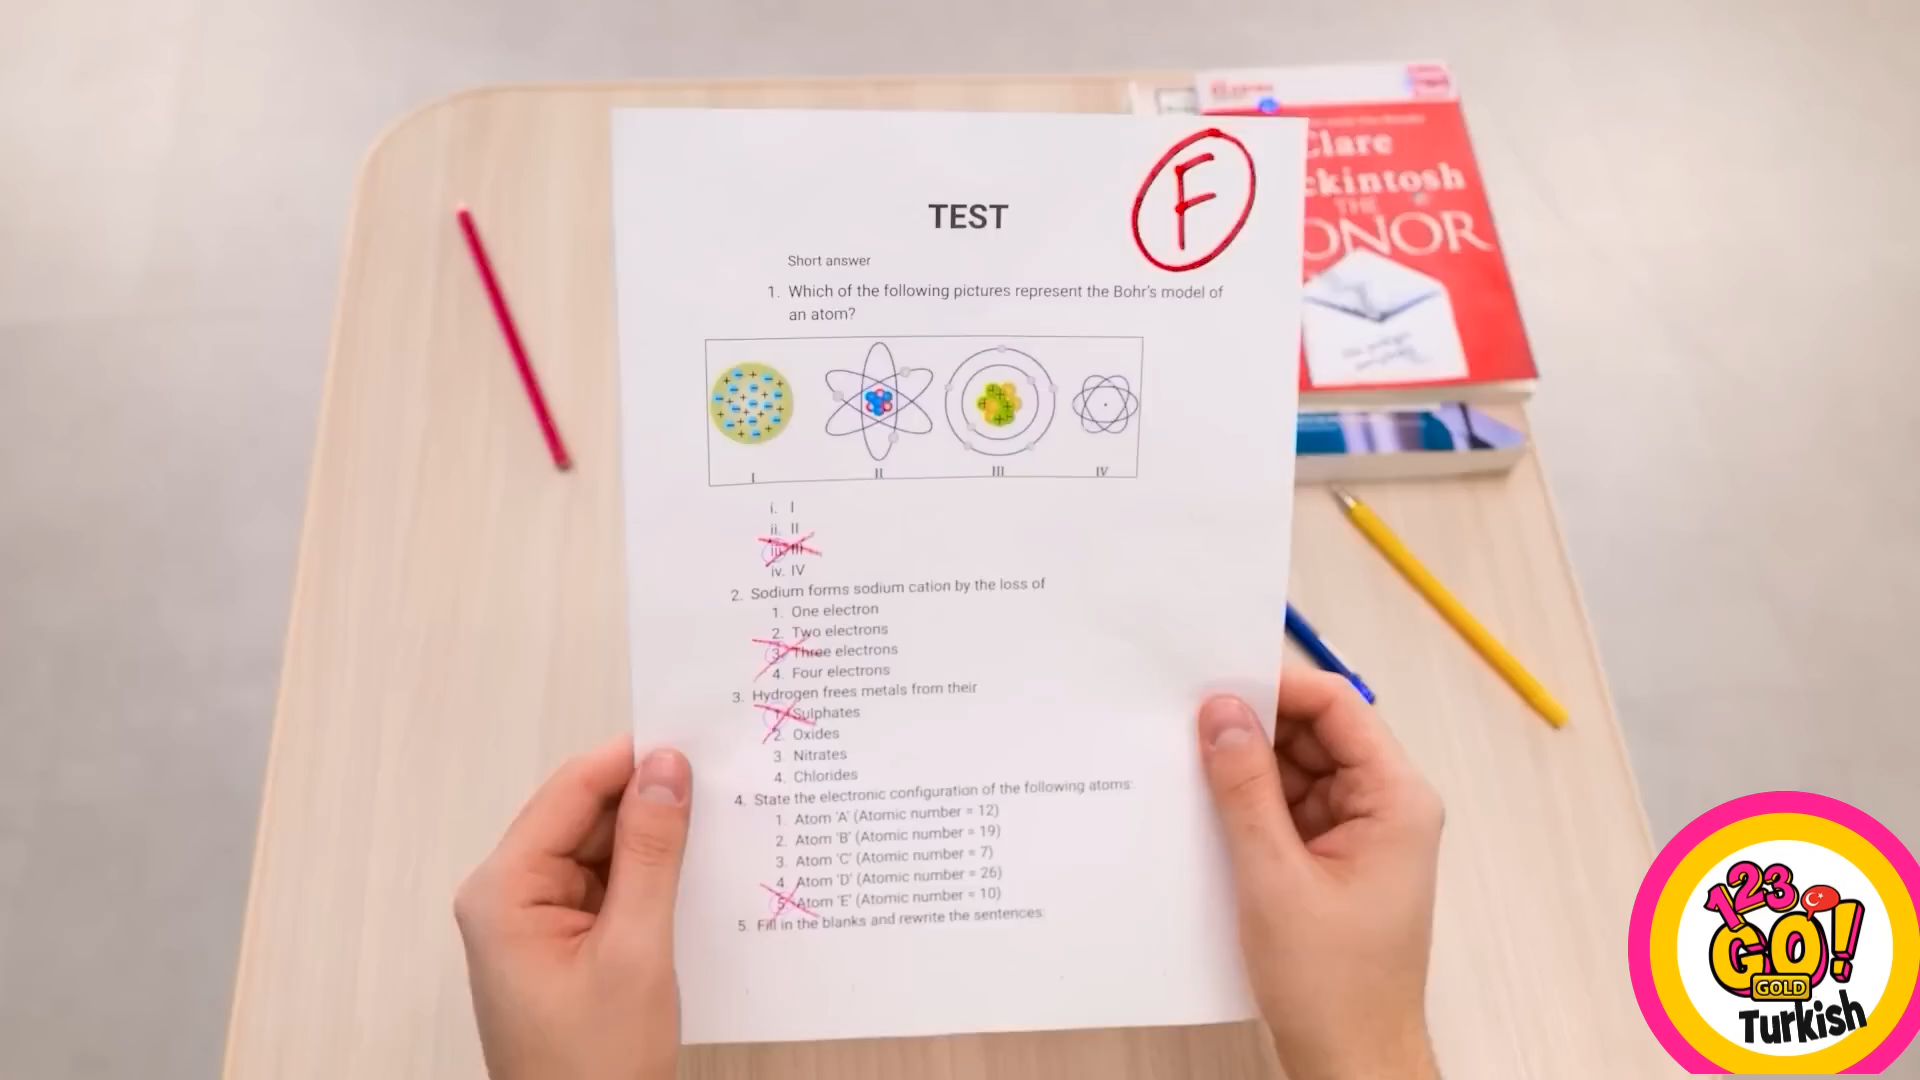 F
TEST
Short answer
1. Which of the following pictures represent the Bohr's model of
an atom?
I II III IV
i. I
ii. II
iii. III
iv. IV
2. Sodium forms sodium cation by the loss of
1. One electron
2. Two electrons
3. Three electrons
4. Four electrons
3. Hydrogen frees metals from their
1. Sulphates
2. Oxides
3. Nitrates
4. Chlorides
4. State the electronic configuration of the following atoms:
1. Atom 'A' (Atomic number = 12)
2. Atom 'B' (Atomic number = 19)
3. Atom 'C' (Atomic number = 7)
4. Atom 'D' (Atomic number = 26)
5. Atom 'E' (Atomic number = 10)
5. Fill in the blanks and rewrite the sentences:
Clare
ckintosh
THE
ONOR
123
GO!
GOLD
Turkish